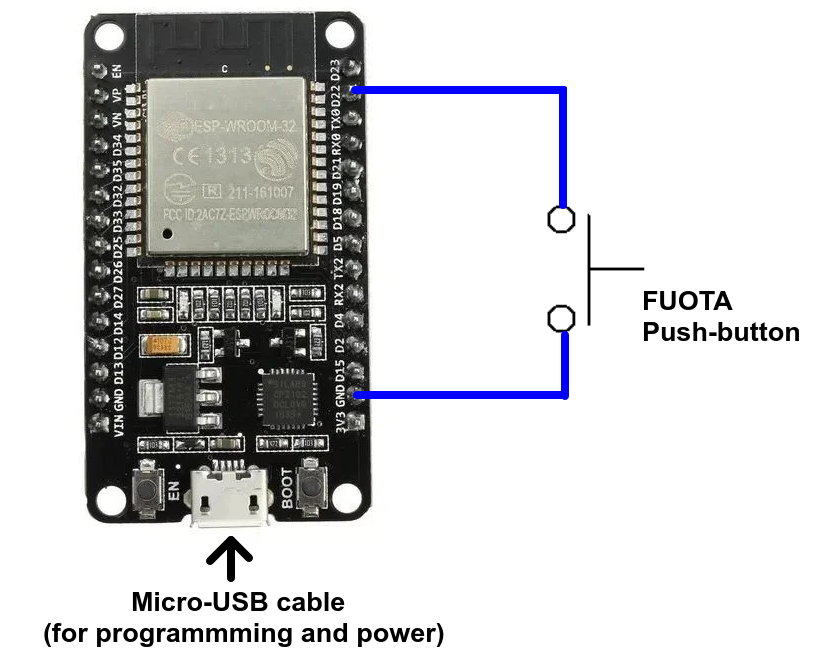 EN
VP
VN
D34
D35
D32
D33
D25
D26
D27
D14
D12
D13
GND
VIN
D23
D22
TX0
RX0
D21
D19
D18
D5
TX2
RX2
D4
D2
D15
GND
3V3
C
ESP-WROOM-32
CE1313
R 211-161007
FCC ID:2AC7Z-ESPWROOM32
EN
BOOT
FUOTA
Push-button
Micro-USB cable
(for programmming and power)